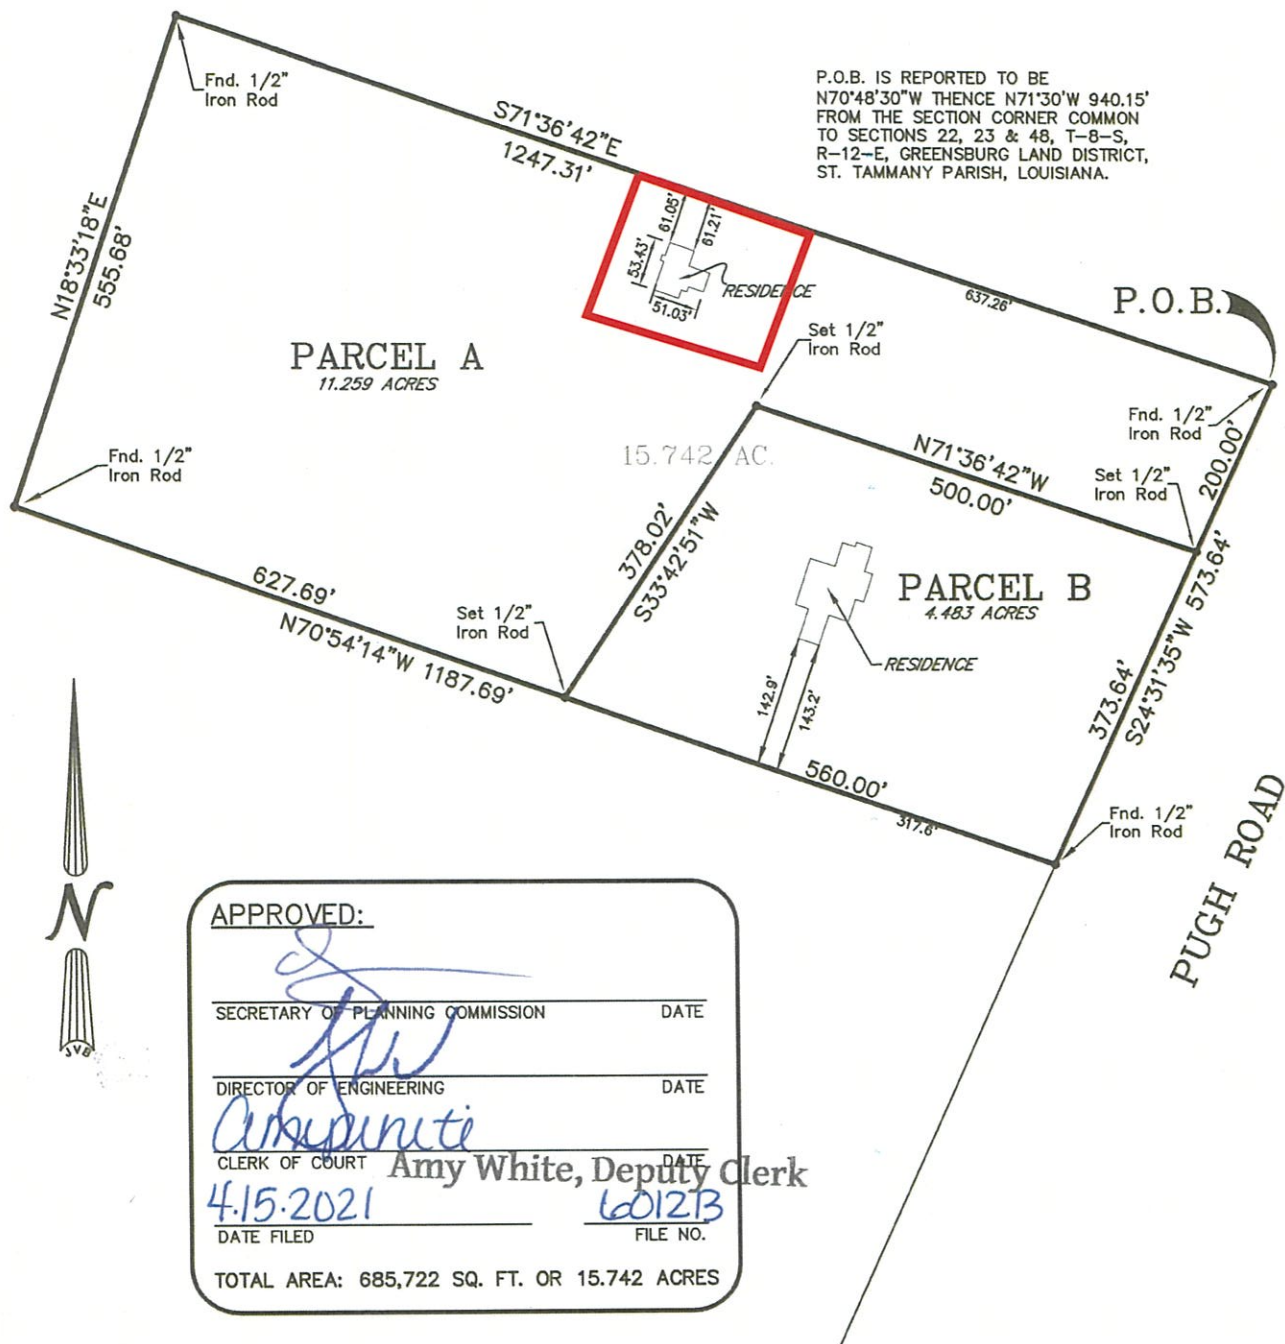 Fnd. 1/2"
Iron Rod
P.O.B. IS REPORTED TO BE
N70°48'30"W THENCE N71°30'W 940.15'
FROM THE SECTION CORNER COMMON
TO SECTIONS 22, 23 & 48, T-8-S,
R-12-E, GREENSBURG LAND DISTRICT,
ST. TAMMANY PARISH, LOUISIANA.
S71°36'42"E
1247.31'
N18°33'18"E
555.68'
61.05'
61.21'
53.43'
51.03'
RESIDENCE
637.26'
P.O.B.
Set 1/2"
Iron Rod
PARCEL A
11.259 ACRES
Fnd. 1/2"
Iron Rod
200.00'
Fnd. 1/2"
Iron Rod
15.742 AC.
N71°36'42"W
500.00'
Set 1/2"
Iron Rod
378.02'
S33°42'51"W
PARCEL B
4.483 ACRES
RESIDENCE
627.69'
N70°54'14"W 1187.69'
Set 1/2"
Iron Rod
142.9'
143.2'
373.64'
S24°31'35"W 573.64'
560.00'
317.6'
Fnd. 1/2"
Iron Rod
PUGH ROAD
N
JVB
APPROVED:
SECRETARY OF PLANNING COMMISSION DATE
DIRECTOR OF ENGINEERING DATE
CLERK OF COURT DATE
Amy White, Deputy Clerk
4.15.2021 6012B
DATE FILED FILE NO.
TOTAL AREA: 685,722 SQ. FT. OR 15.742 ACRES